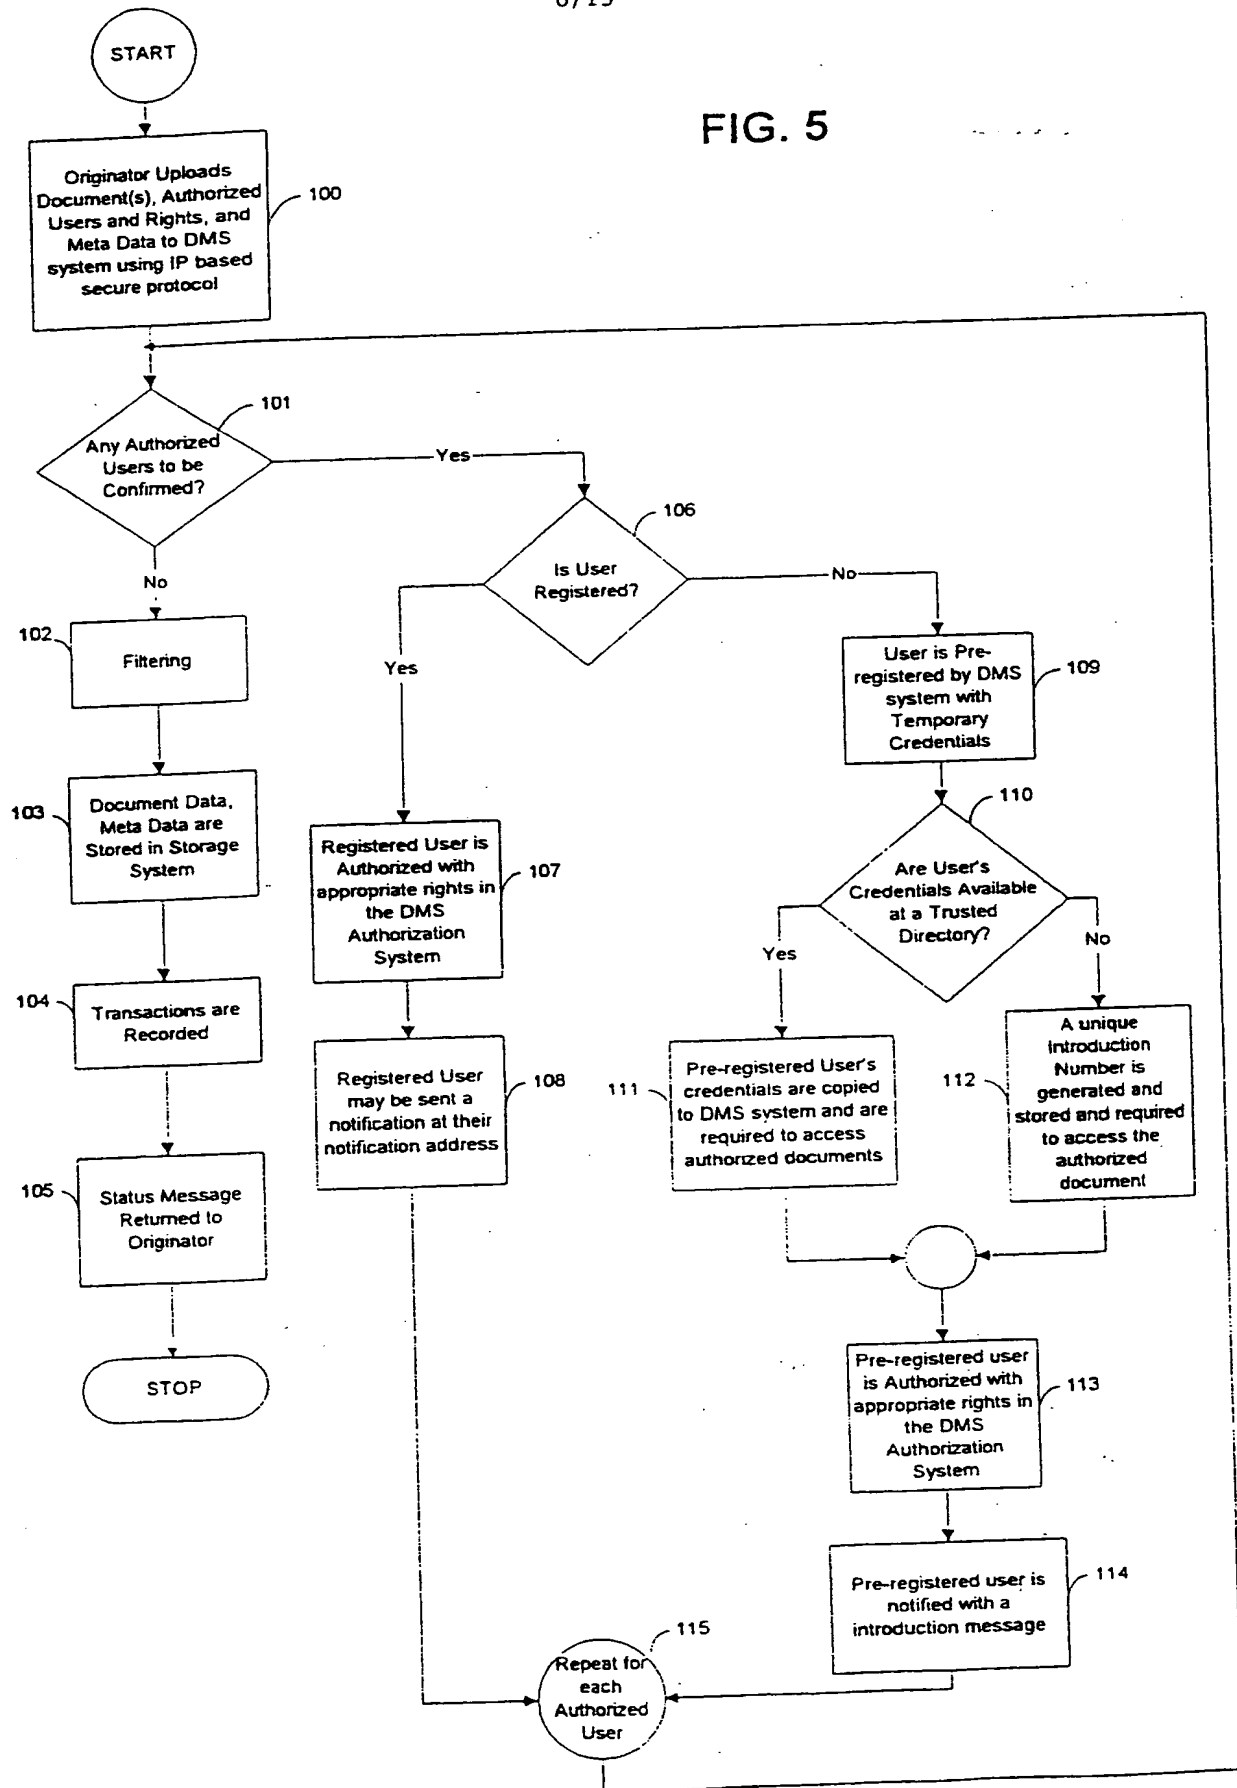 START
FIG. 5
Originator Uploads
Document(s), Authorized
Users and Rights, and
Meta Data to DMS
system using IP based
secure protocol
100
Any Authorized
Users to be
Confirmed?
101
Yes
No
Is User
Registered?
106
Yes
No
102
Filtering
103
Document Data,
Meta Data are
Stored in Storage
System
104
Transactions are
Recorded
105
Status Message
Returned to
Originator
STOP
Registered User is
Authorized with
appropriate rights in
the DMS
Authorization
System
107
Registered User
may be sent a
notification at their
notification address
108
User is Pre-
registered by DMS
system with
Temporary
Credentials
109
Are User's
Credentials Available
at a Trusted
Directory?
110
Yes
No
111
Pre-registered User's
credentials are copied
to DMS system and are
required to access
authorized documents
112
A unique
Introduction
Number is
generated and
stored and required
to access the
authorized
document
Pre-registered user
is Authorized with
appropriate rights in
the DMS
Authorization
System
113
Pre-registered user is
notified with a
introduction message
114
Repeat for
each
Authorized
User
115